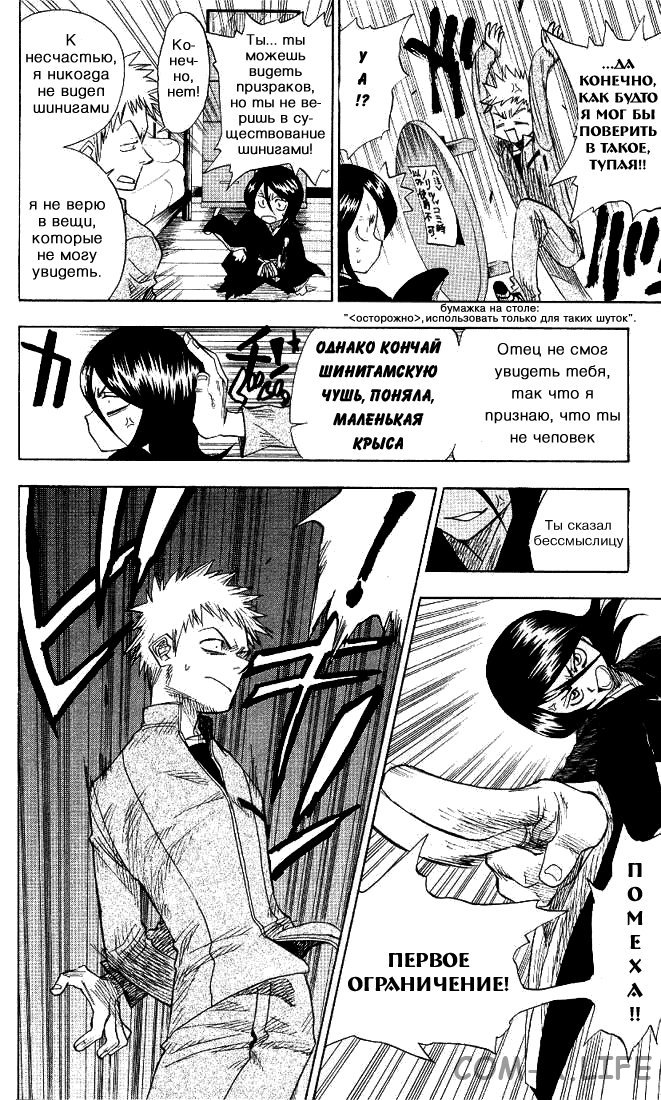 ...ДА
КОНЕЧНО,
КАК БУДТО
Я МОГ БЫ
ПОВЕРИТЬ
В ТАКОЕ,
ТУПАЯ!!
У
А
!?
Ты... ты
можешь
видеть
призраков,
но ты не ве-
ришь в су-
ществование
шинигами!
Ко-
неч-
но,
нет!
К
несчастью,
я никогда
не видел
шинигами
я не верю
в вещи,
которые
не могу
увидеть.
бумажка на столе:
"<осторожно>, использовать только для таких шуток".
Отец не смог
увидеть тебя,
так что я
признаю, что ты
не человек
ОДНАКО КОНЧАЙ
ШИНИГАМСКУЮ
ЧУШЬ, ПОНЯЛА,
МАЛЕНЬКАЯ
КРЫСА
Ты сказал
бессмыслицу
П
О
М
Е
Х
А
!!
ПЕРВОЕ
ОГРАНИЧЕНИЕ!